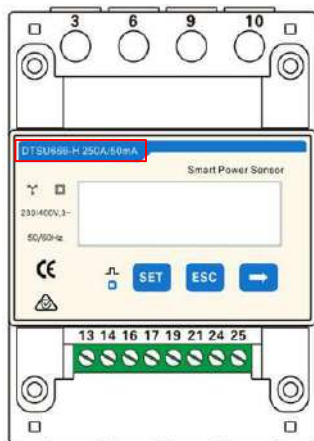 3 6 9 10
DTSU666-H 250A/50mA
Smart Power Sensor
230/400V,3~
50/60Hz
CE
SET ESC
13 14 16 17 19 21 24 25